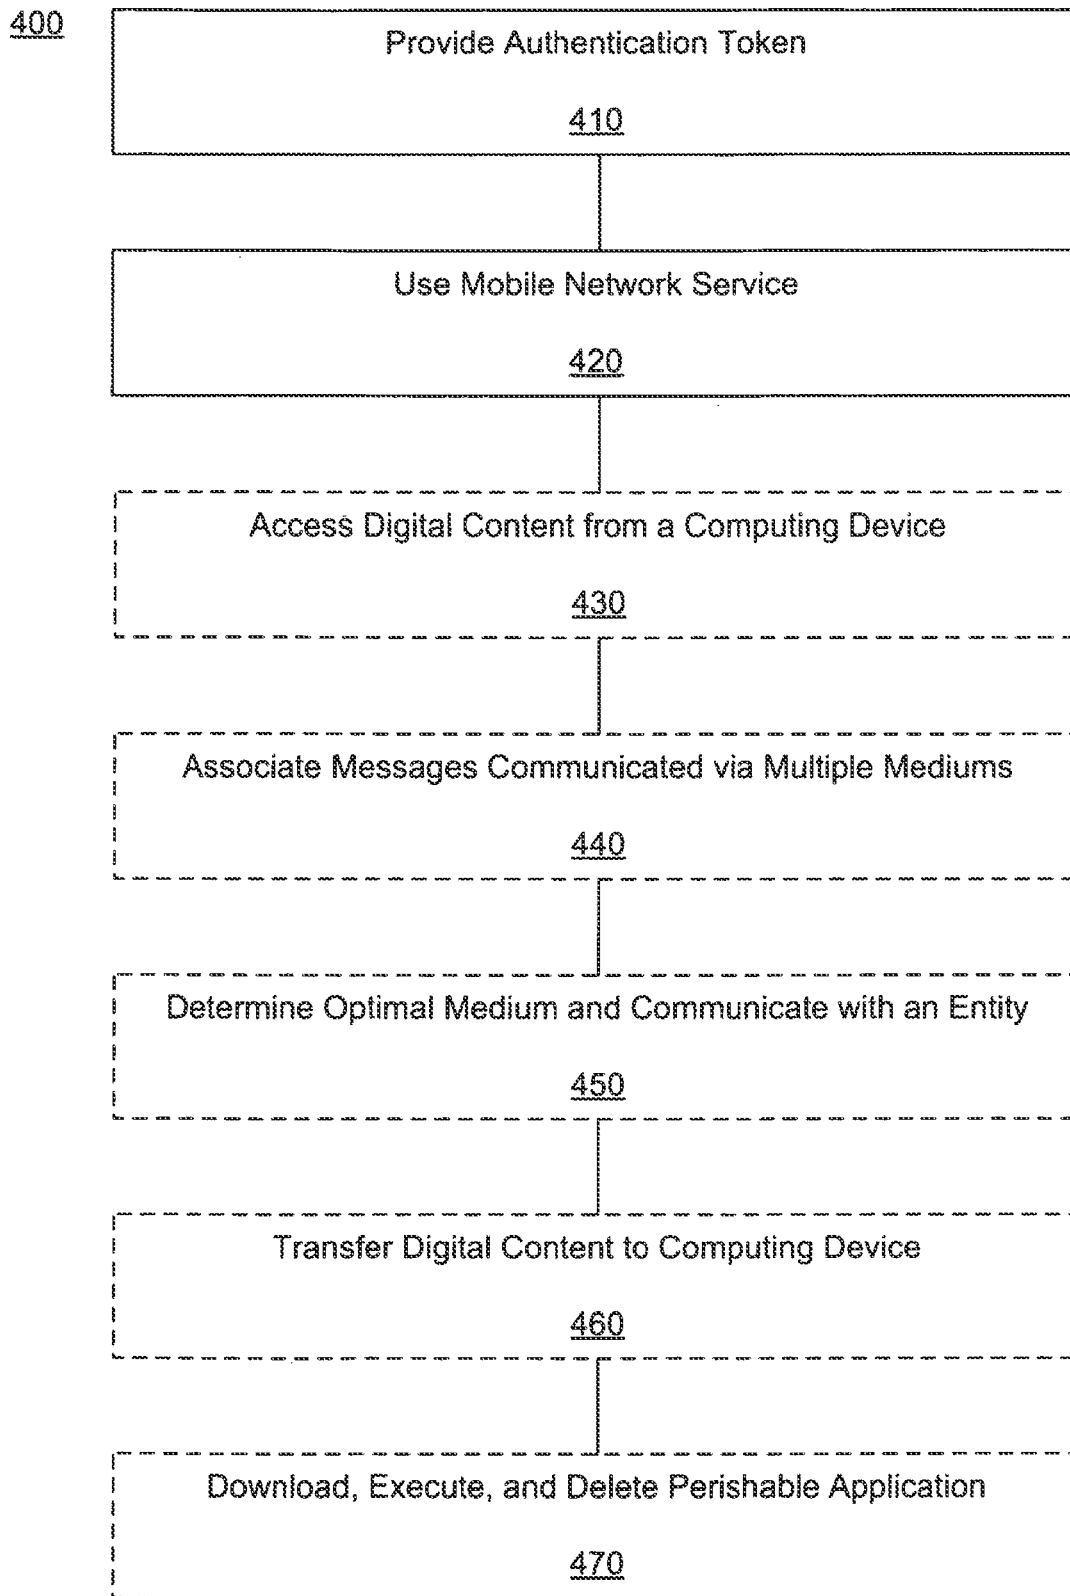 400
Provide Authentication Token
410
Use Mobile Network Service
420
Access Digital Content from a Computing Device
430
Associate Messages Communicated via Multiple Mediums
440
Determine Optimal Medium and Communicate with an Entity
450
Transfer Digital Content to Computing Device
460
Download, Execute, and Delete Perishable Application
470